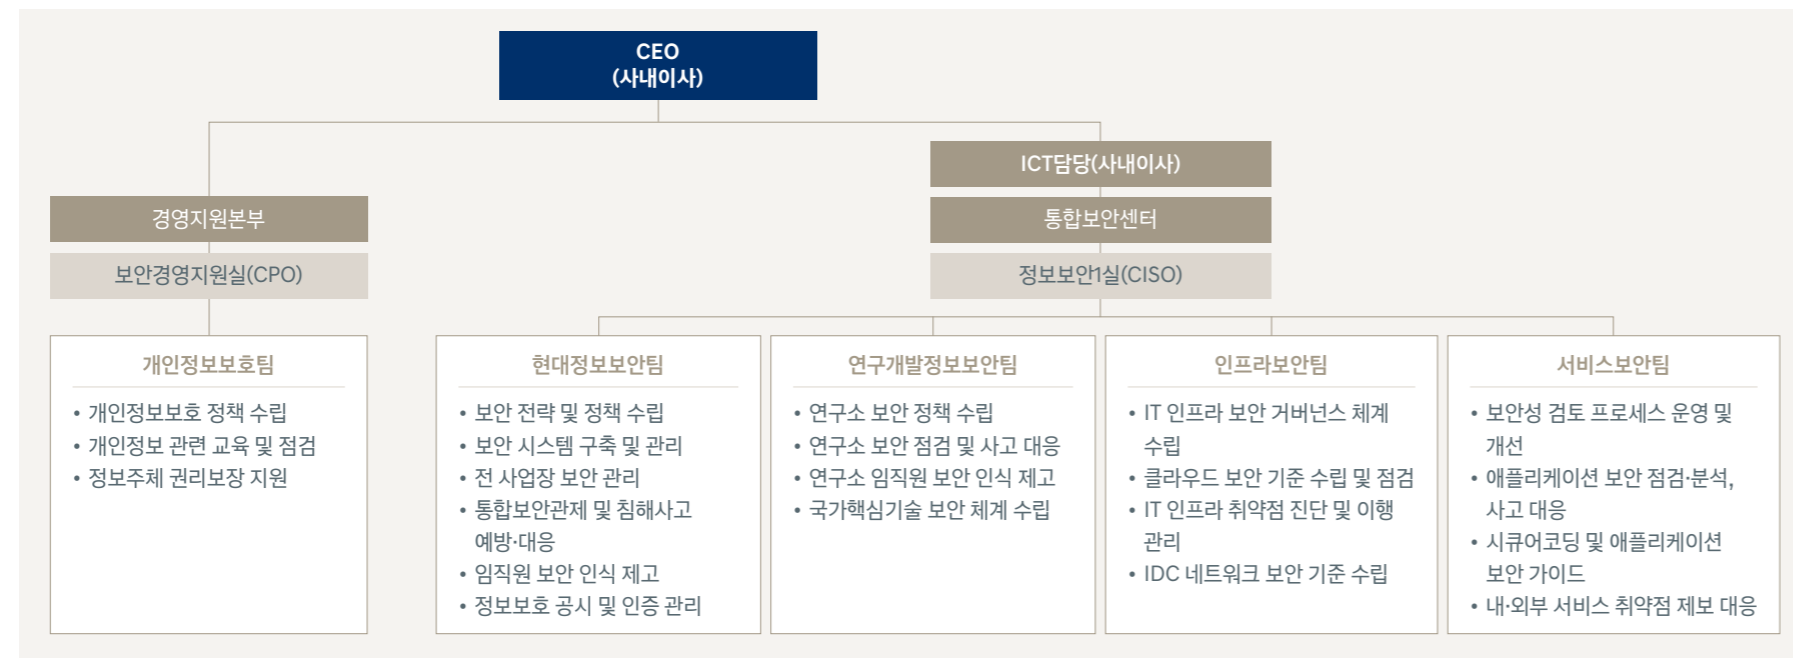 CEO
(사내이사)
ICT담당(사내이사)
경영지원본부
통합보안센터
보안경영지원실(CPO)
정보보안1실(CISO)
개인정보보호팀
• 개인정보보호 정책 수립
• 개인정보 관련 교육 및 점검
• 정보주체 권리보장 지원
현대정보보안팀
• 보안 전략 및 정책 수립
• 보안 시스템 구축 및 관리
• 전 사업장 보안 관리
• 통합보안관제 및 침해사고
예방·대응
• 임직원 보안 인식 제고
• 정보보호 공시 및 인증 관리
연구개발정보보안팀
• 연구소 보안 정책 수립
• 연구소 보안 점검 및 사고 대응
• 연구소 임직원 보안 인식 제고
• 국가핵심기술 보안 체계 수립
인프라보안팀
• IT 인프라 보안 거버넌스 체계
수립
• 클라우드 보안 기준 수립 및 점검
• IT 인프라 취약점 진단 및 이행
관리
• IDC 네트워크 보안 기준 수립
서비스보안팀
• 보안성 검토 프로세스 운영 및
개선
• 애플리케이션 보안 점검·분석,
사고 대응
• 시큐어코딩 및 애플리케이션
보안 가이드
• 내·외부 서비스 취약점 제보 대응